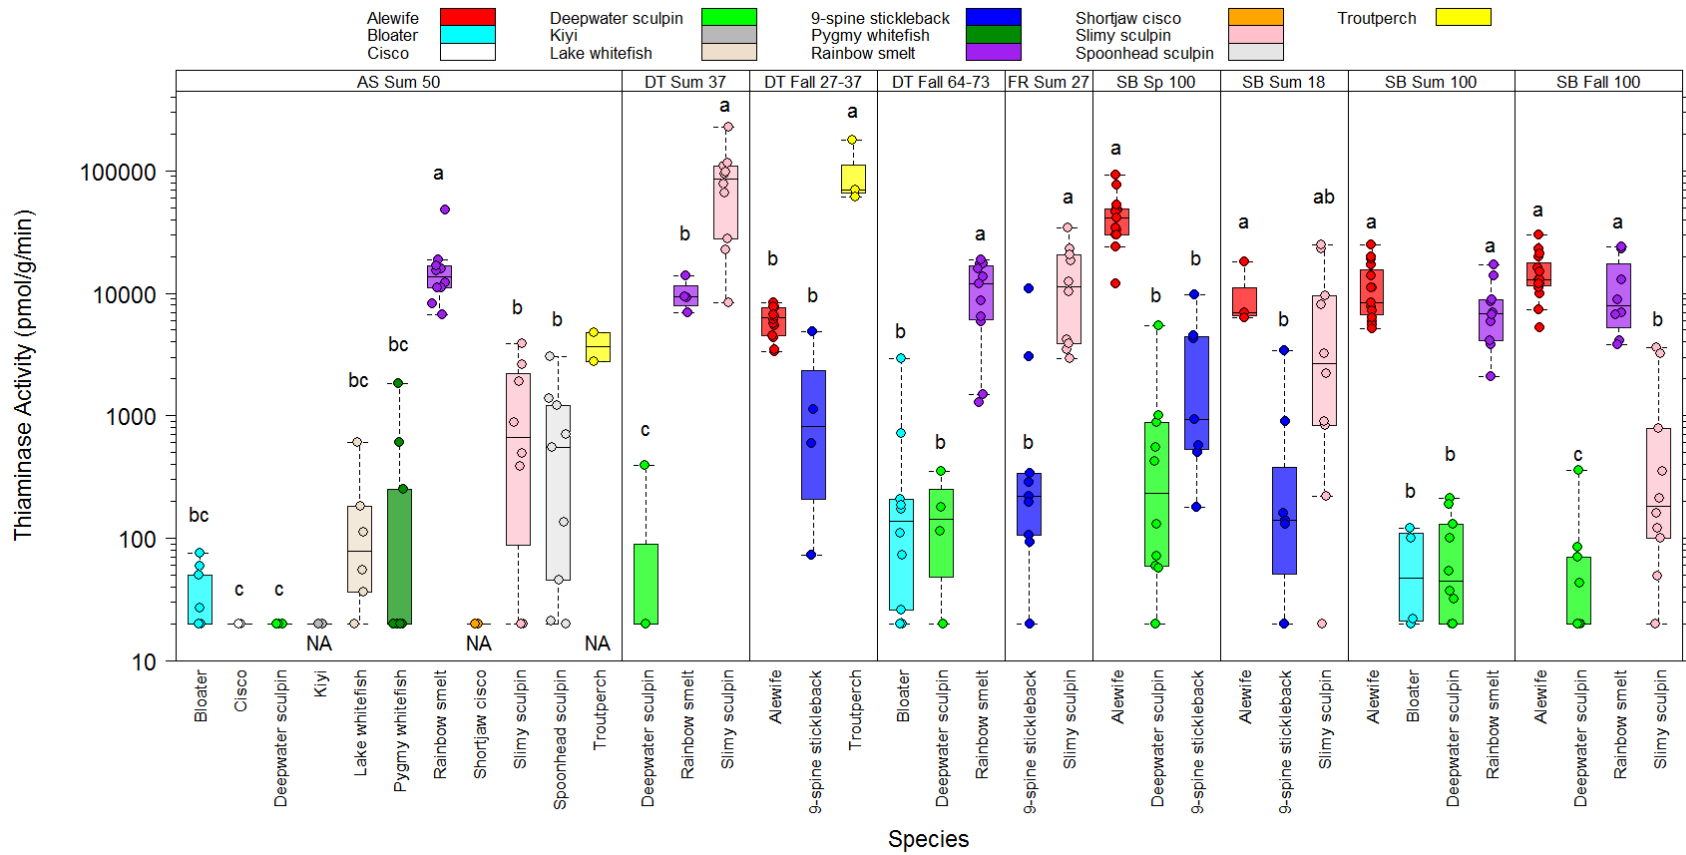 Alewife Deepwater sculpin 9-spine stickleback Shortjaw cisco Troutperch
Bloater Kiyi Pygmy whitefish Slimy sculpin
Cisco Lake whitefish Rainbow smelt Spoonhead sculpin
AS Sum 50 DT Sum 37 DT Fall 27-37 DT Fall 64-73 FR Sum 27 SB Sp 100 SB Sum 18 SB Sum 100 SB Fall 100
Thiaminase Activity (pmol/g/min)
100000
10000
1000
100
10
bc c c NA bc bc a NA b b NA
c b a
b b a
b b a
b a
a b b
a b ab
a b b a
a c a b
Bloater
Cisco
Deepwater sculpin
Kiyi
Lake whitefish
Pygmy whitefish
Rainbow smelt
Shortjaw cisco
Slimy sculpin
Spoonhead sculpin
Troutperch
Deepwater sculpin
Rainbow smelt
Slimy sculpin
Alewife
9-spine stickleback
Troutperch
Bloater
Deepwater sculpin
Rainbow smelt
9-spine stickleback
Slimy sculpin
Alewife
Deepwater sculpin
9-spine stickleback
Alewife
9-spine stickleback
Slimy sculpin
Alewife
Bloater
Deepwater sculpin
Rainbow smelt
Alewife
Deepwater sculpin
Rainbow smelt
Slimy sculpin
Species